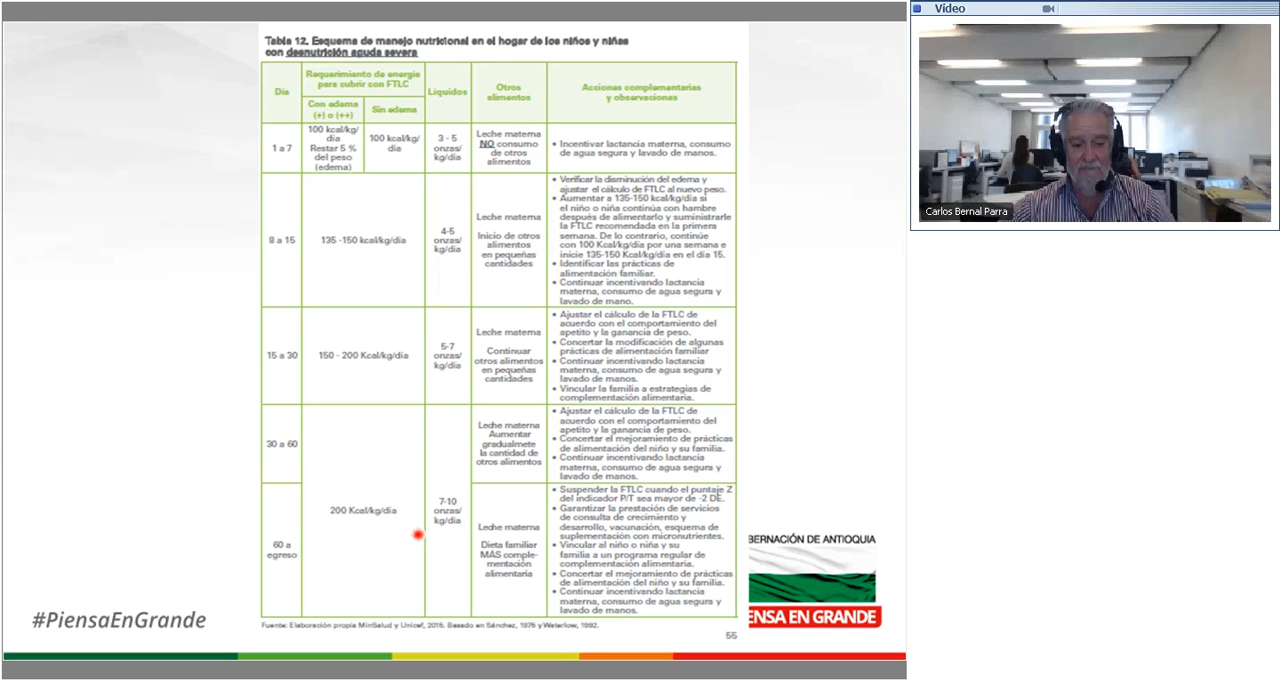 Vídeo
Carlos Bernal Parra
Tabla 12. Esquema de manejo nutricional en el hogar de los niños y niñas
con desnutrición aguda severa
Día
Requerimiento de energía
para cubrir con FTLC
Con edema
(+) o (++)
Sin edema
Líquidos
Otros
alimentos
Acciones complementarias
y observaciones
1 a 7
100 kcal/kg/
día
Restar 5 %
del peso
(edema)
100 kcal/kg/
día
3 - 5
onzas/
kg/día
Leche materna
NO consumo
de otros
alimentos
• Incentivar lactancia materna, consumo
de agua segura y lavado de manos.
8 a 15
135 -150 kcal/kg/día
4-5
onzas/
kg/día
Leche materna
Inicio de otros
alimentos
en pequeñas
cantidades
• Verificar la disminución del edema y
ajustar el cálculo de FTLC al nuevo peso.
• Aumentar a 135-150 kcal/kg/día si
el niño o niña continúa con hambre
después de alimentarlo y suministrarle
la FTLC recomendada en la primera
semana. De lo contrario, continúe
con 100 Kcal/kg/día por una semana e
inicie 135-150 Kcal/kg/día en el día 15.
• Identificar las prácticas de
alimentación familiar.
• Continuar incentivando lactancia
materna, consumo de agua segura y
lavado de mano.
15 a 30
150 - 200 Kcal/kg/día
5-7
onzas/
kg/día
Leche materna
Continuar
otros alimentos
en pequeñas
cantidades
• Ajustar el cálculo de la FTLC de
acuerdo con el comportamiento del
apetito y la ganancia de peso.
• Concertar la modificación de algunas
prácticas de alimentación familiar
• Continuar incentivando lactancia
materna, consumo de agua segura y
lavado de manos.
• Vincular la familia a estrategias de
complementación alimentaria.
30 a 60
200 Kcal/kg/día
7-10
onzas/
kg/día
Leche materna
Aumentar
gradualmete
la cantidad de
otros alimentos
• Ajustar el cálculo de la FTLC de
acuerdo con el comportamiento del
apetito y la ganancia de peso.
• Concertar el mejoramiento de prácticas
de alimentación del niño y su familia.
• Continuar incentivando lactancia
materna, consumo de agua segura y
lavado de manos.
60 a
egreso
Leche materna
Dieta familiar
MÁS comple-
mentación
alimentaria
• Suspender la FTLC cuando el puntaje Z
del indicador P/T sea mayor de -2 DE.
• Garantizar la prestación de servicios
de consulta de crecimiento y
desarrollo, vacunación, esquema de
suplementación con micronutrientes.
• Vincular al niño o niña y su
familia a un programa regular de
complementación alimentaria.
• Concertar el mejoramiento de prácticas
de alimentación del niño y su familia.
• Continuar incentivando lactancia
materna, consumo de agua segura y
lavado de manos.
Fuente: Elaboración propia MinSalud y Unicef, 2015. Basado en Sánchez, 1976 y Waterlow, 1992.
55
#PiensaEnGrande
BERNACIÓN DE ANTIOQUIA
ENSA EN GRANDE